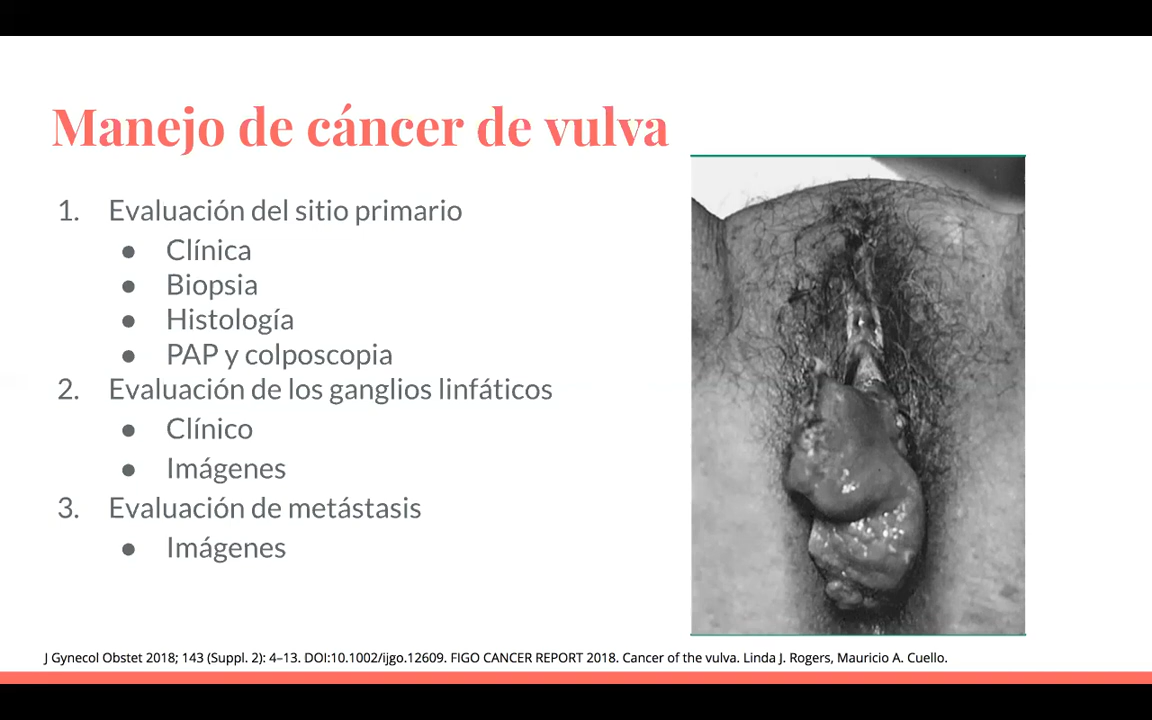 Manejo de cáncer de vulva
1. Evaluación del sitio primario
● Clínica
● Biopsia
● Histología
● PAP y colposcopia
2. Evaluación de los ganglios linfáticos
● Clínico
● Imágenes
3. Evaluación de metástasis
● Imágenes
J Gynecol Obstet 2018; 143 (Suppl. 2): 4–13. DOI:10.1002/ijgo.12609. FIGO CANCER REPORT 2018. Cancer of the vulva. Linda J. Rogers, Mauricio A. Cuello.